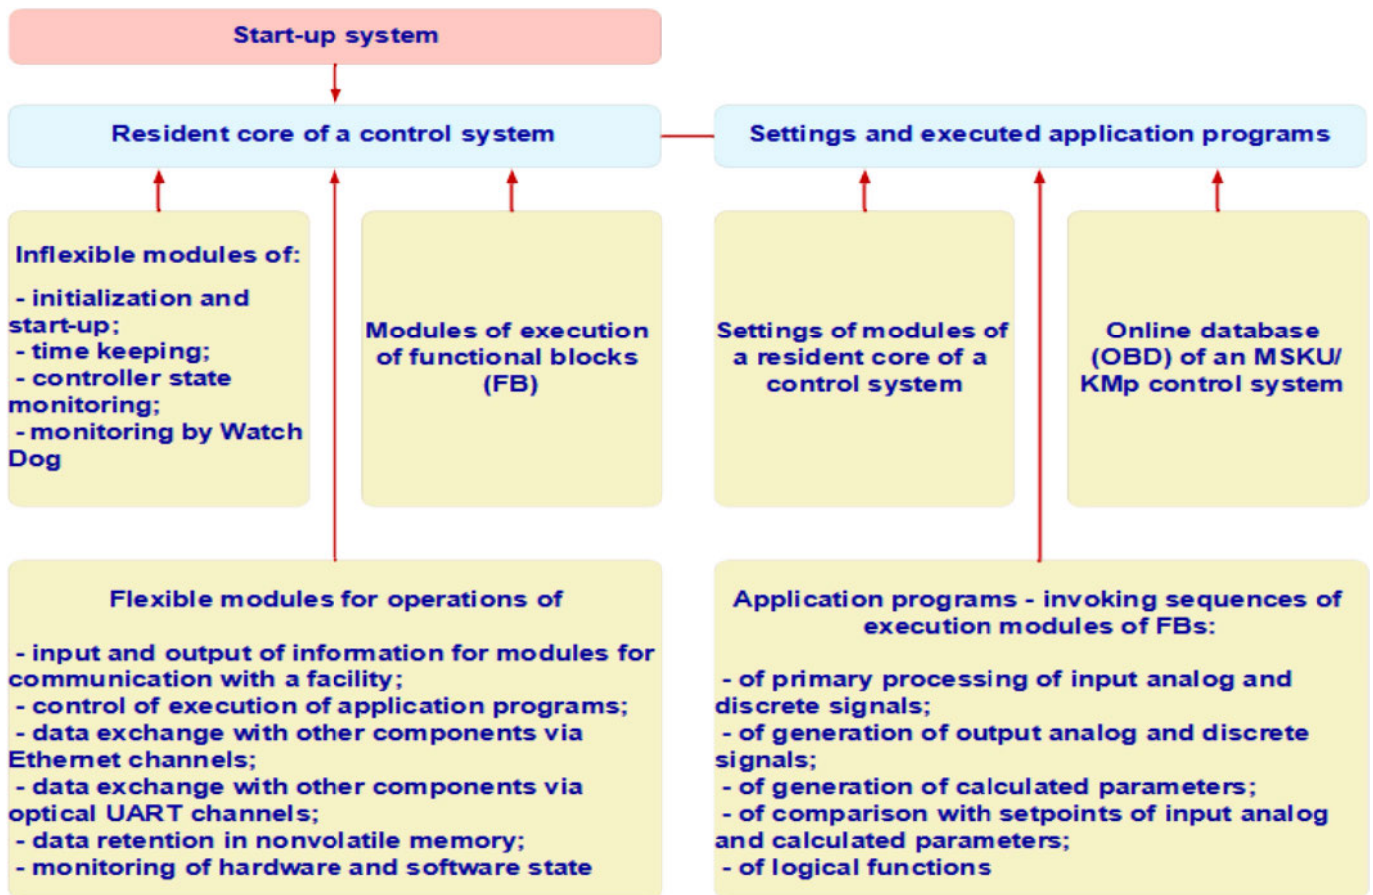 Start-up system
Resident core of a control system
Settings and executed application programs
Inflexible modules of:
- initialization and
start-up;
- time keeping;
- controller state
monitoring;
- monitoring by Watch
Dog
Modules of execution
of functional blocks
(FB)
Settings of modules of
a resident core of a
control system
Online database
(OBD) of an MSKU/
KMp control system
Flexible modules for operations of
- input and output of information for modules for
communication with a facility;
- control of execution of application programs;
- data exchange with other components via
Ethernet channels;
- data exchange with other components via
optical UART channels;
- data retention in nonvolatile memory;
- monitoring of hardware and software state
Application programs - invoking sequences of
execution modules of FBs:
- of primary processing of input analog and
discrete signals;
- of generation of output analog and discrete
signals;
- of generation of calculated parameters;
- of comparison with setpoints of input analog
and calculated parameters;
- of logical functions